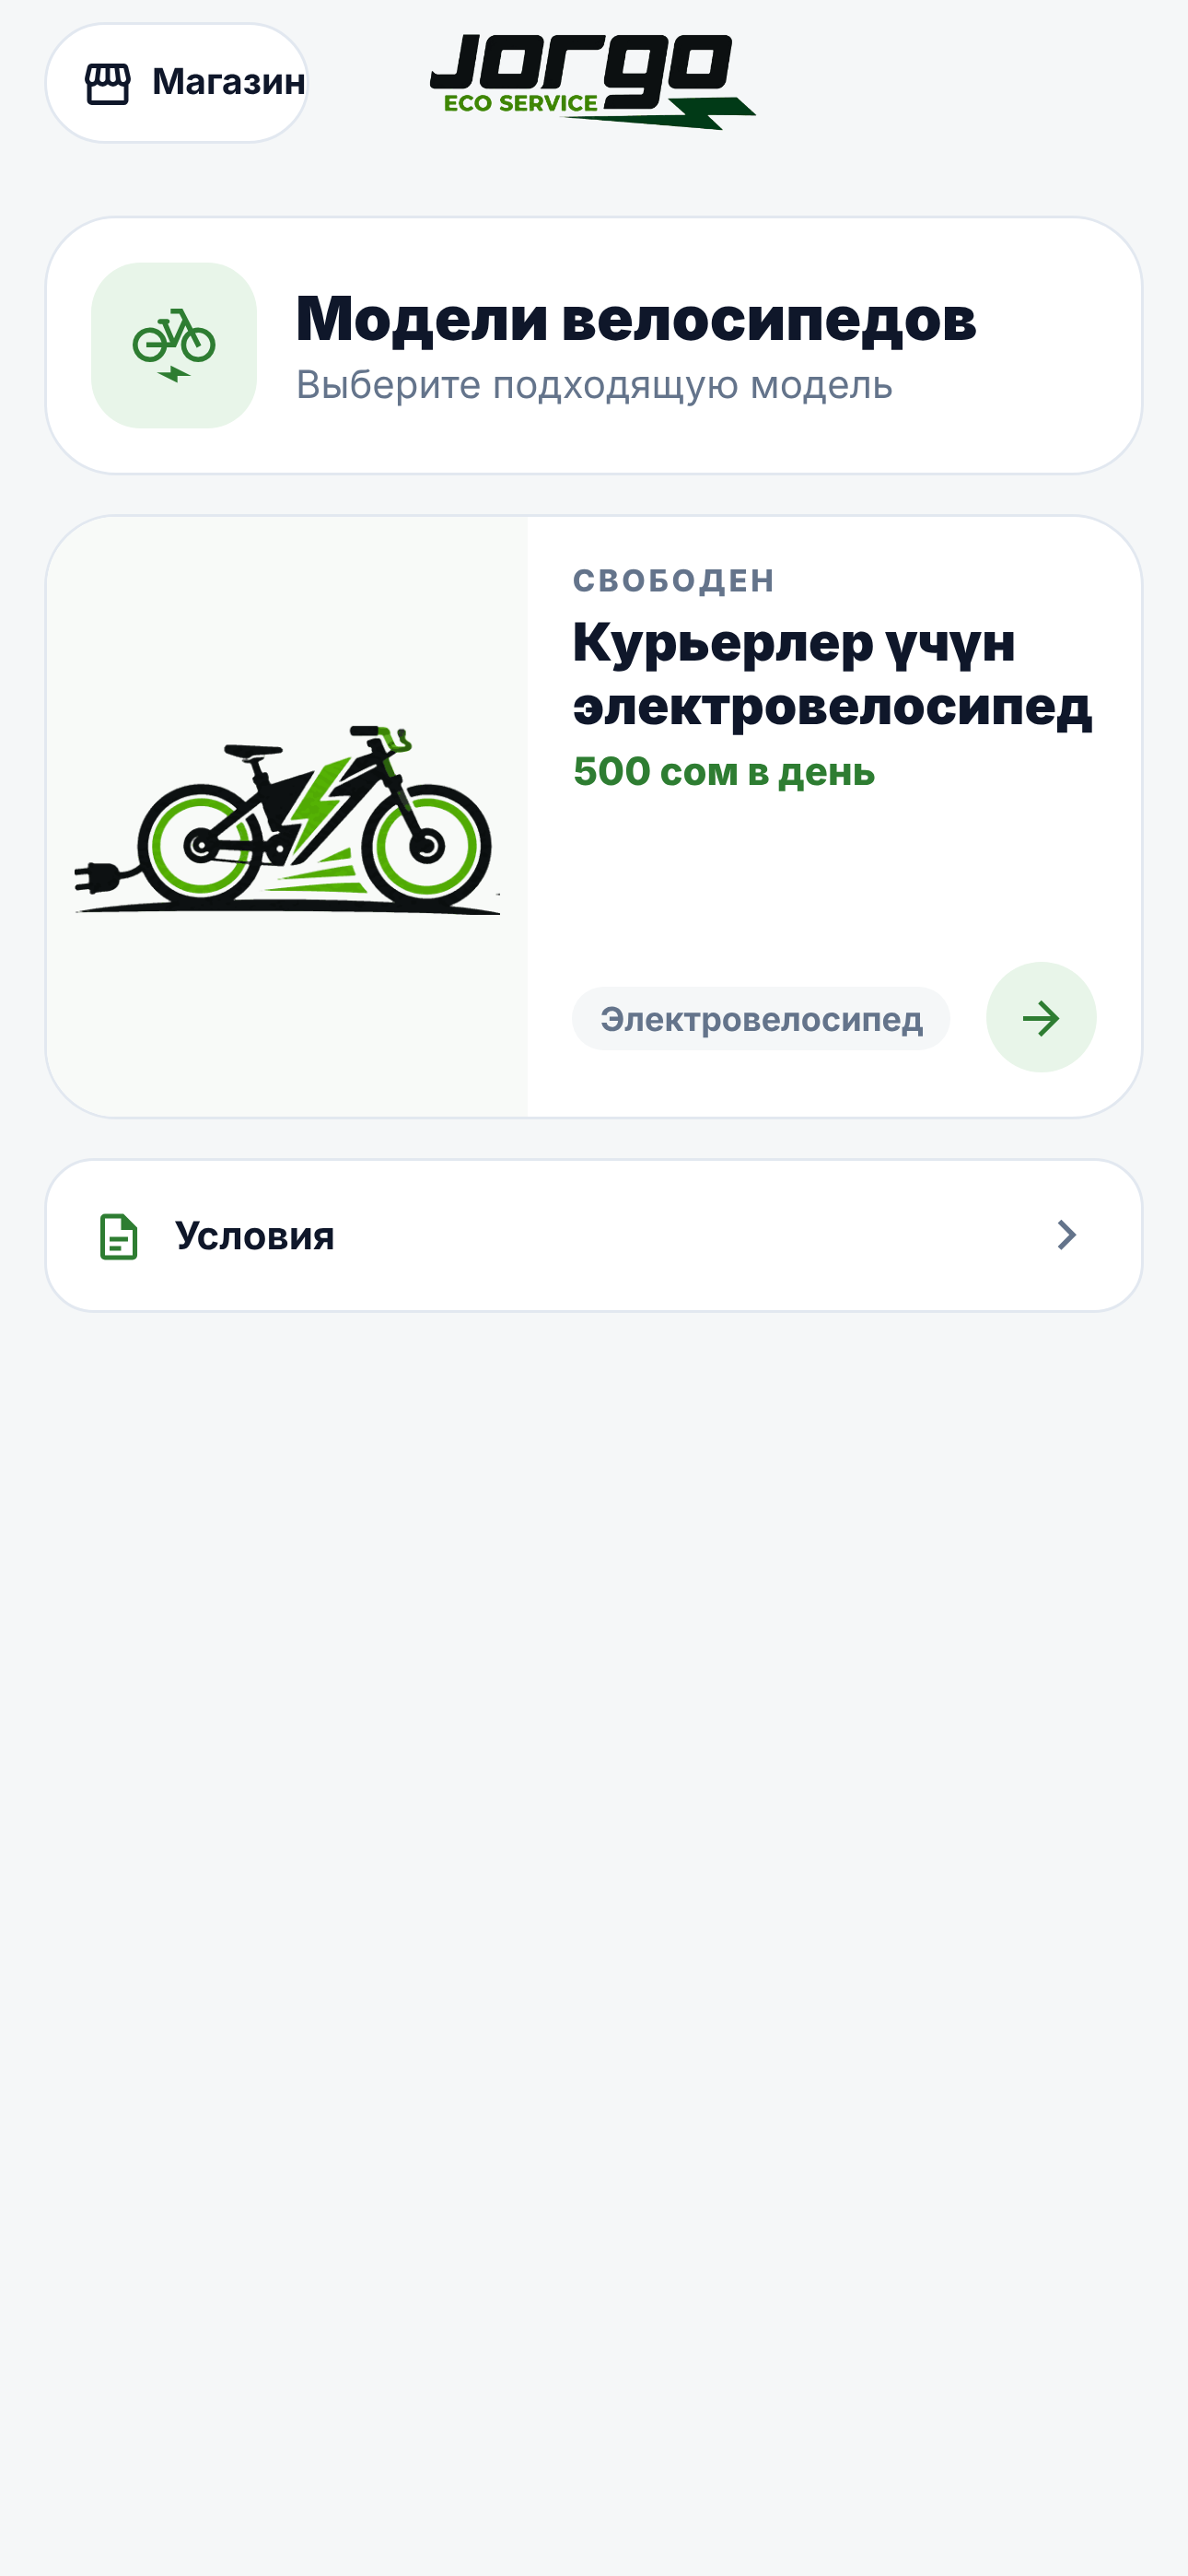 Магазин
Jorgo
ECO SERVICE
Модели велосипедов
Выберите подходящую модель
СВОБОДЕН
Курьерлер үчүн
электровелосипед
500 сом в день
Электровелосипед
Условия